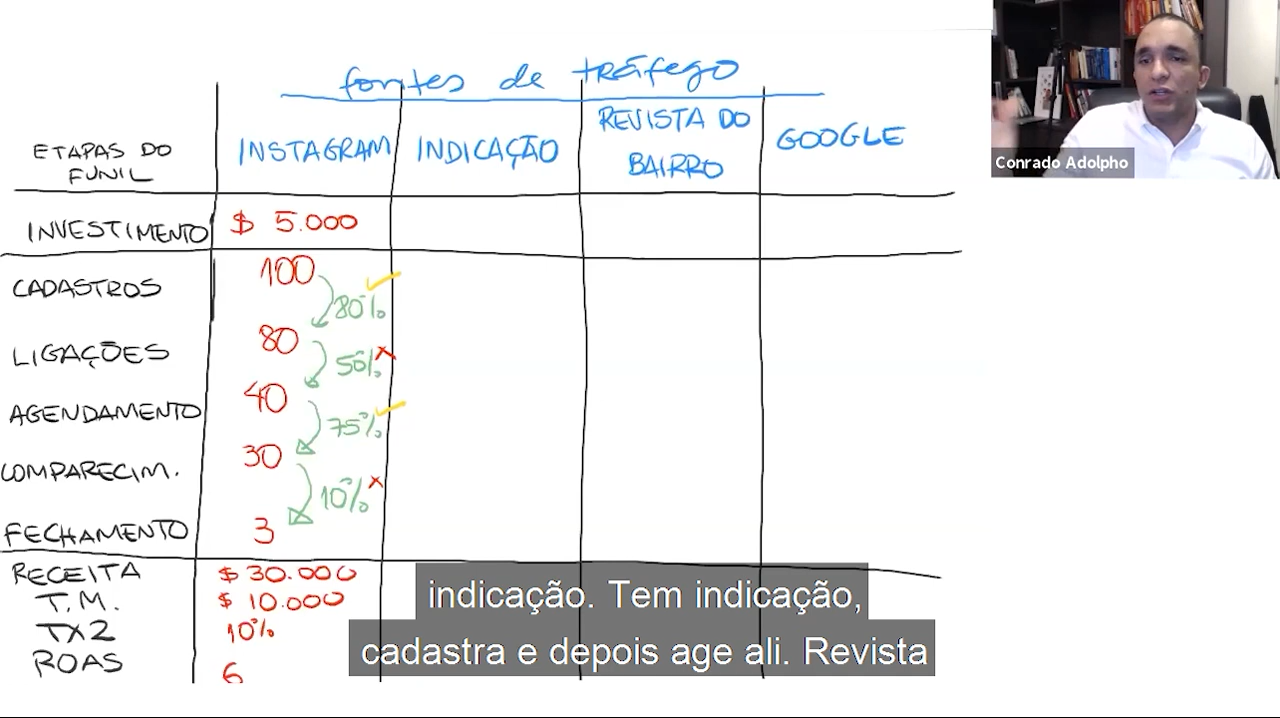 fontes de tráfego
ETAPAS DO
FUNIL
INSTAGRAM
INDICAÇÃO
REVISTA DO
BAIRRO
GOOGLE
Conrado Adolpho
INVESTIMENTO $ 5.000
CADASTROS 100
80%
LIGAÇÕES 80
50%
AGENDAMENTO 40
75%
COMPARECIM. 30
10%
FECHAMENTO 3
RECEITA $ 30.000
T.M. $ 10.000
TX2 10%
ROAS 6
indicação. Tem indicação,
cadastra e depois age ali. Revista